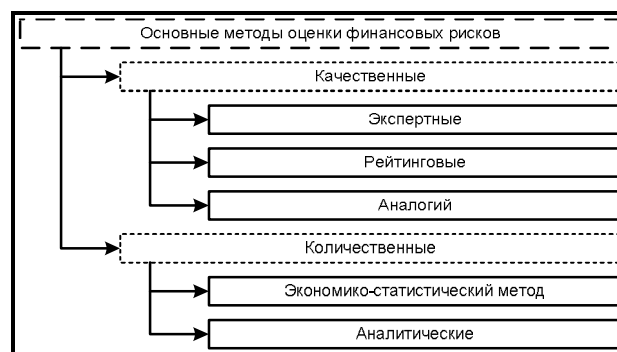 Основные методы оценки финансовых рисков
Качественные
Экспертные
Рейтинговые
Аналогий
Количественные
Экономико-статистический метод
Аналитические